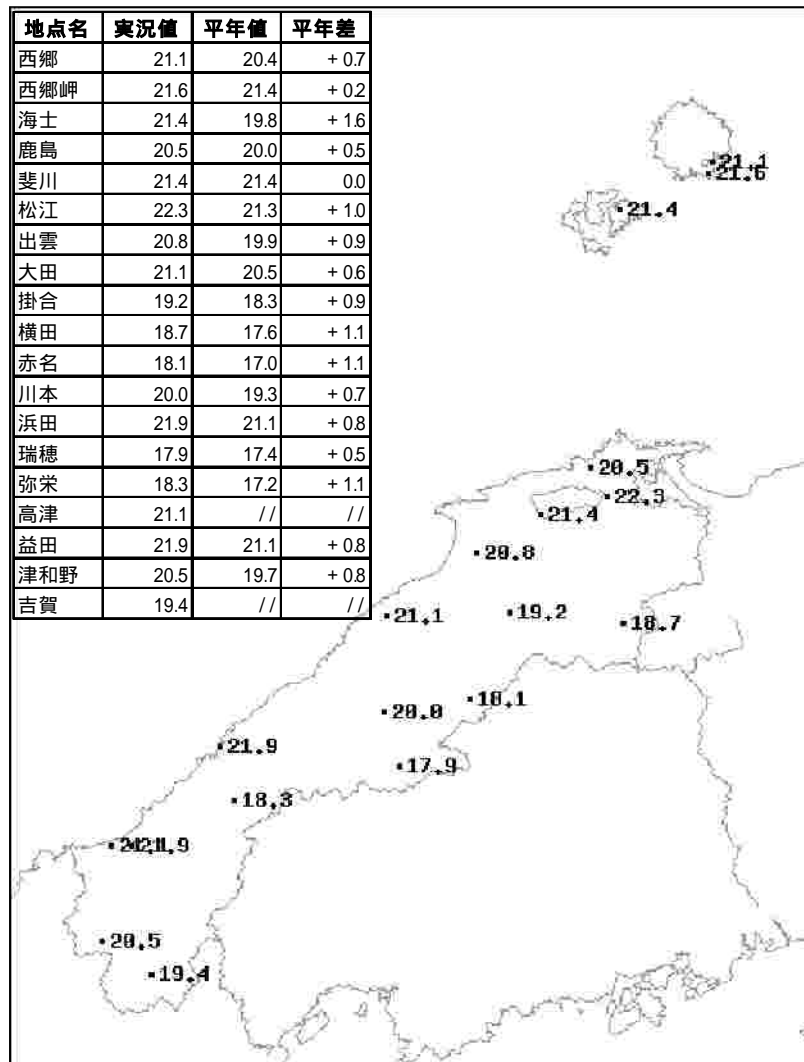 地点名 実況値 平年値 平年差
西郷 21.1 20.4 +0.7
西郷岬 21.6 21.4 +0.2
海士 21.4 19.8 +1.6
鹿島 20.5 20.0 +0.5
斐川 21.4 21.4 0.0
松江 22.3 21.3 +1.0
出雲 20.8 19.9 +0.9
大田 21.1 20.5 +0.6
掛合 19.2 18.3 +0.9
横田 18.7 17.6 +1.1
赤名 18.1 17.0 +1.1
川本 20.0 19.3 +0.7
浜田 21.9 21.1 +0.8
瑞穂 17.9 17.4 +0.5
弥栄 18.3 17.2 +1.1
高津 21.1 // //
益田 21.9 21.1 +0.8
津和野 20.5 19.7 +0.8
吉賀 19.4 // //
21.1
21.6
21.4
20.5
22.3
21.4
20.8
21.1
19.2
18.7
18.1
20.0
21.9
17.9
18.3
20.5
19.4